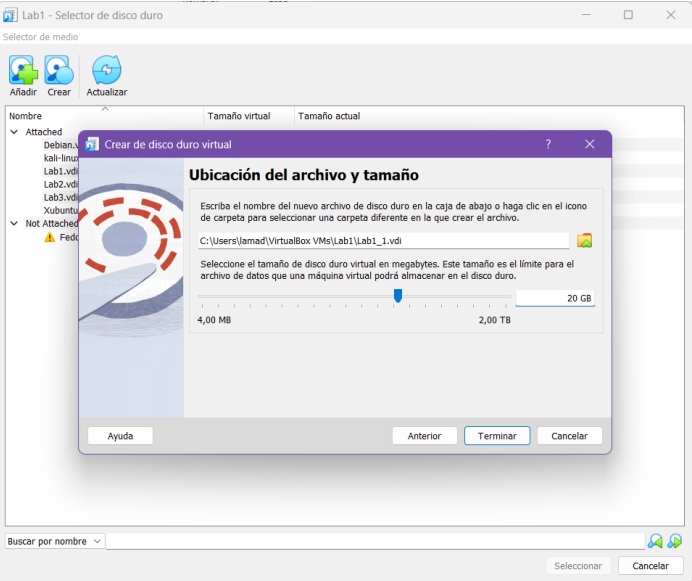 Lab1 - Selector de disco duro
Selector de medio
Añadir Crear Actualizar
Nombre Tamaño virtual Tamaño actual
Attached
Debian.v
kali-linux
Lab1.vdi
Lab2.vdi
Lab3.vdi
Xubuntu
Not Attached
Fedo
Crear de disco duro virtual
Ubicación del archivo y tamaño
Escriba el nombre del nuevo archivo de disco duro en la caja de abajo o haga clic en el icono
de carpeta para seleccionar una carpeta diferente en la que crear el archivo.
C:\Users\lamad\VirtualBox VMs\Lab1\Lab1_1.vdi
Seleccione el tamaño de disco duro virtual en megabytes. Este tamaño es el límite para el
archivo de datos que una máquina virtual podrá almacenar en el disco duro.
20 GB
4,00 MB 2,00 TB
Ayuda Anterior Terminar Cancelar
Buscar por nombre
Seleccionar Cancelar